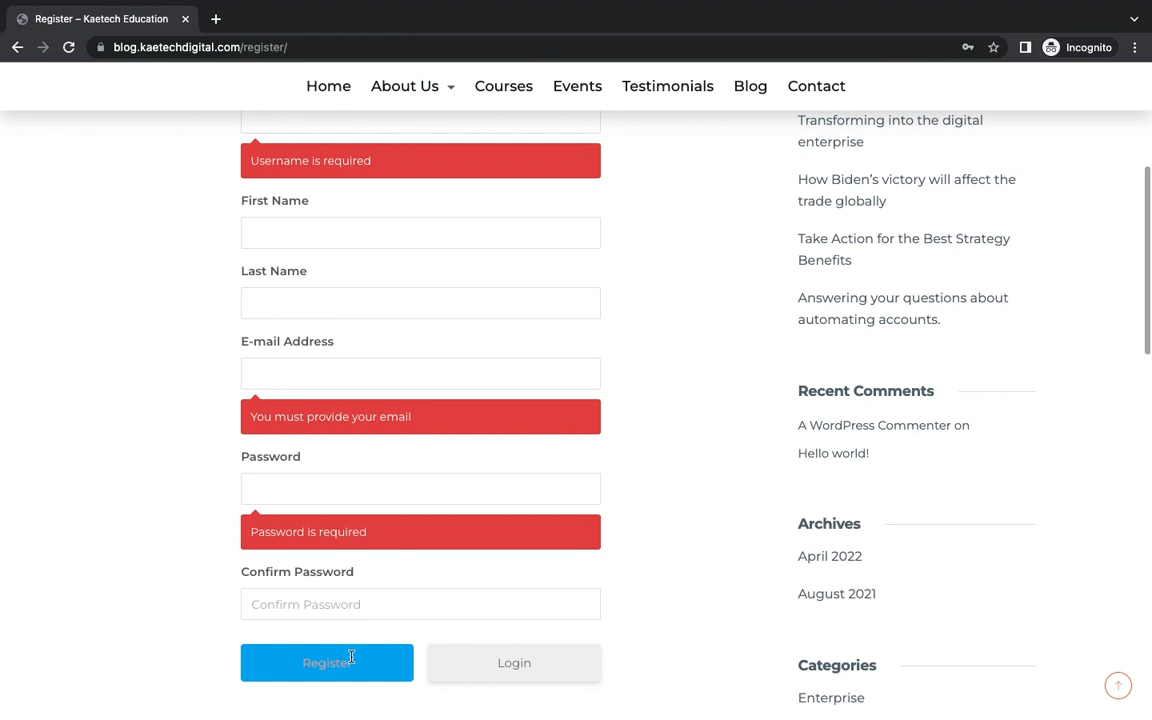 Register – Kaetech Education
blog.kaetechdigital.com/register/
Incognito
Home About Us Courses Events Testimonials Blog Contact
Username is required
First Name
Last Name
E-mail Address
You must provide your email
Password
Password is required
Confirm Password
Confirm Password
Register Login
Transforming into the digital
enterprise
How Biden’s victory will affect the
trade globally
Take Action for the Best Strategy
Benefits
Answering your questions about
automating accounts.
Recent Comments
A WordPress Commenter on
Hello world!
Archives
April 2022
August 2021
Categories
Enterprise